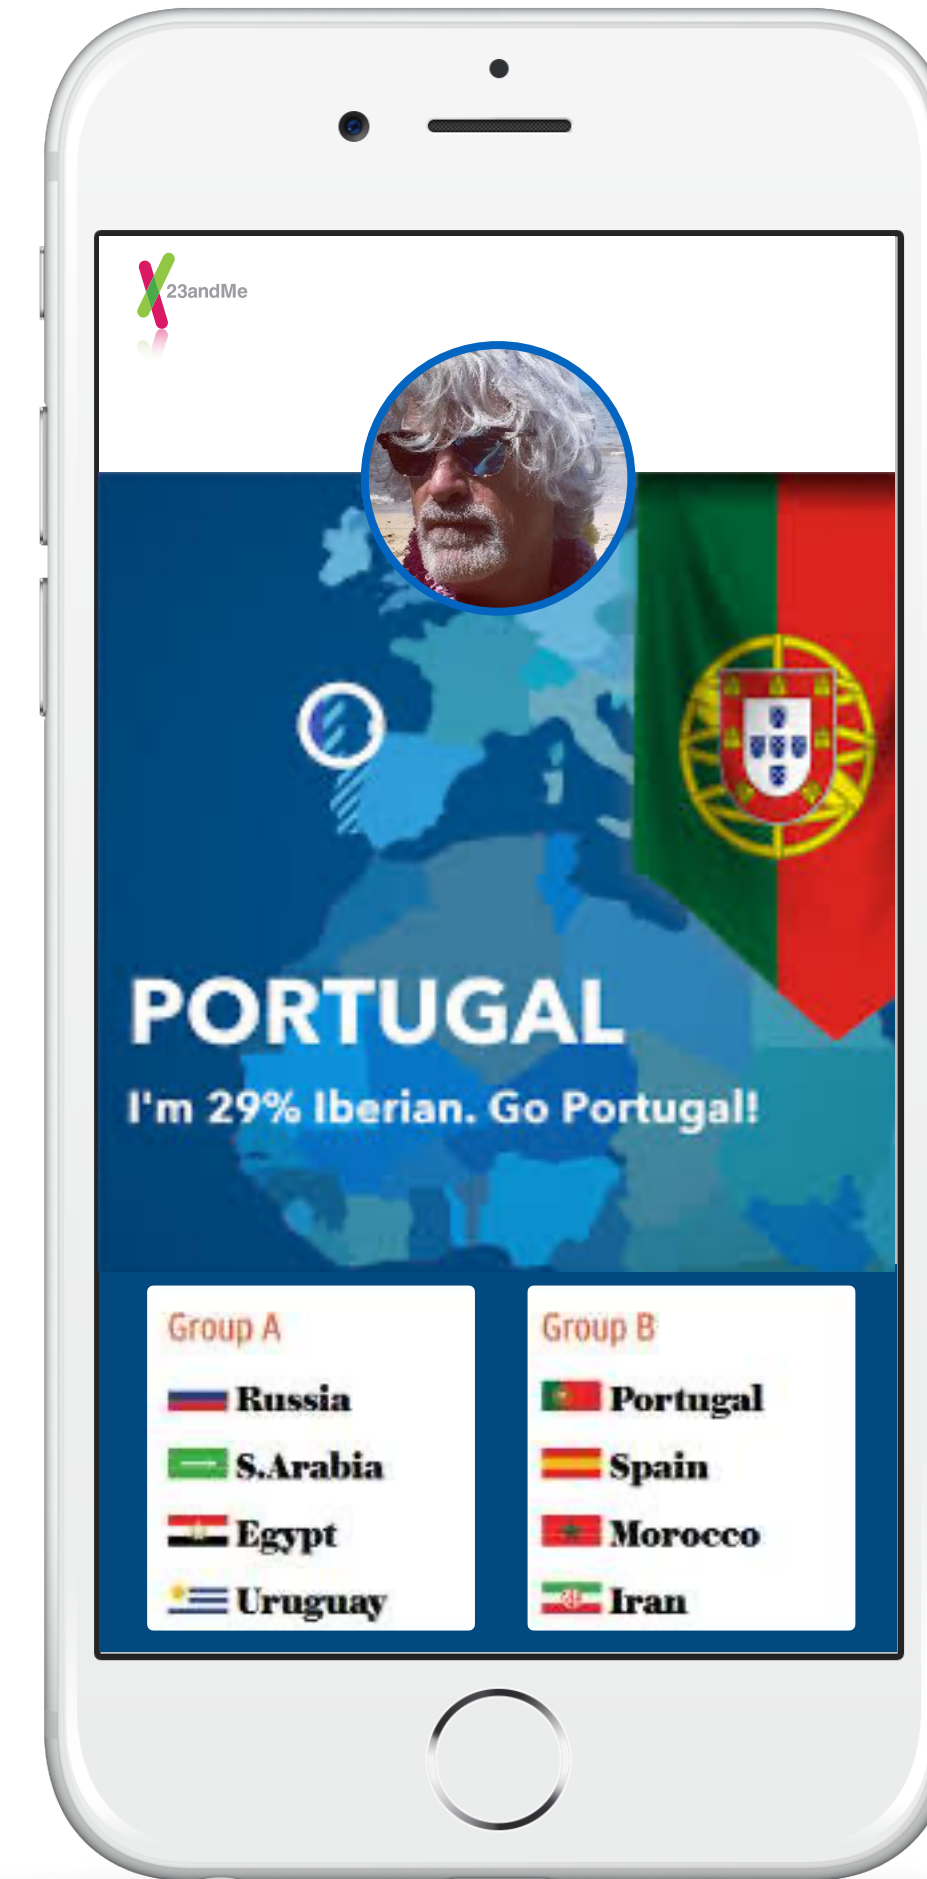 23andMe
PORTUGAL
I'm 29% Iberian. Go Portugal!
Group A
Russia
S.Arabia
Egypt
Uruguay
Group B
Portugal
Spain
Morocco
Iran